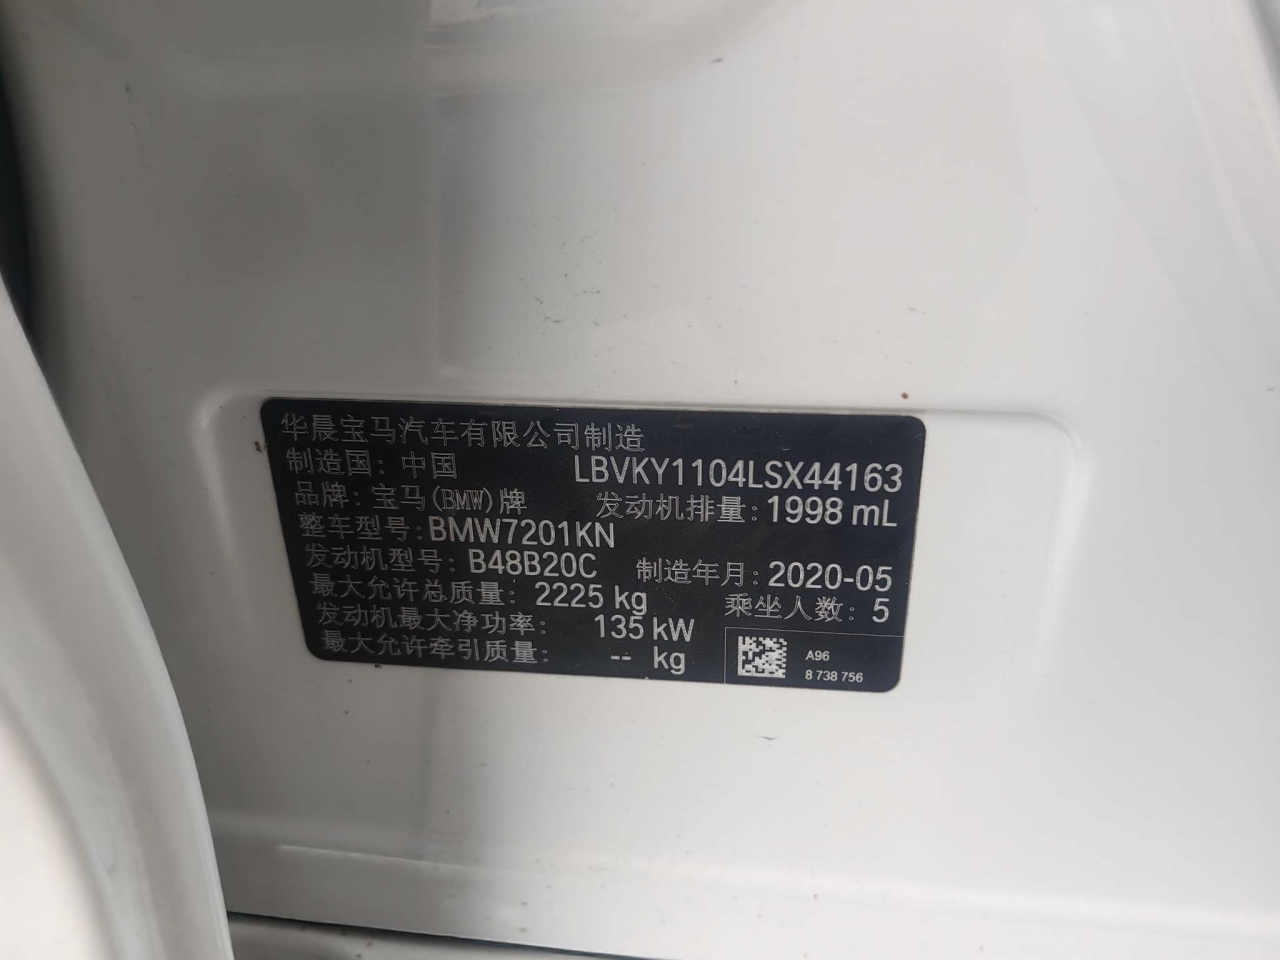 华晨宝马汽车有限公司制造
制造国：中国 LBVKY1104LSX44163
品牌：宝马(BMW)牌 发动机排量：1998 mL
整车型号：BMW7201KN
发动机型号：B48B20C 制造年月：2020-05
最大允许总质量：2225 kg 乘坐人数：5
发动机最大净功率：135 kW
最大允许牵引质量：-- kg
A96
8 738 756